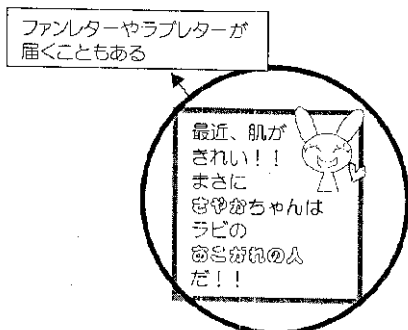 ファンレターやラブレターが
届くこともある
最近、肌が
きれい！！
まさに
さやかちゃんは
ラビの
あこがれの人
だ！！